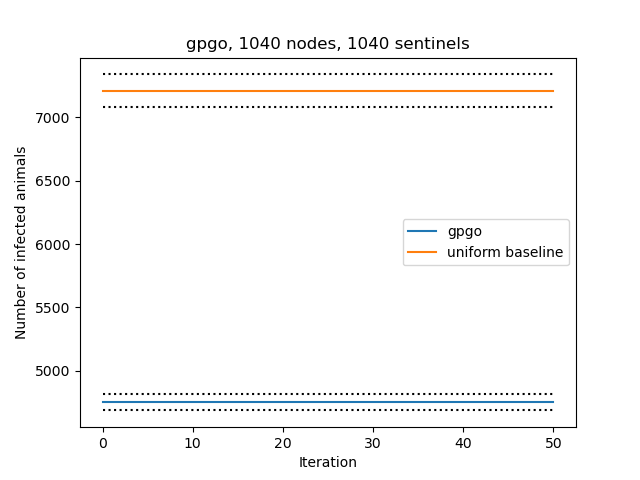 gpgo, 1040 nodes, 1040 sentinels
7000
6500
6000
5500
5000
Number of infected animals
gpgo
uniform baseline
0 10 20 30 40 50
Iteration